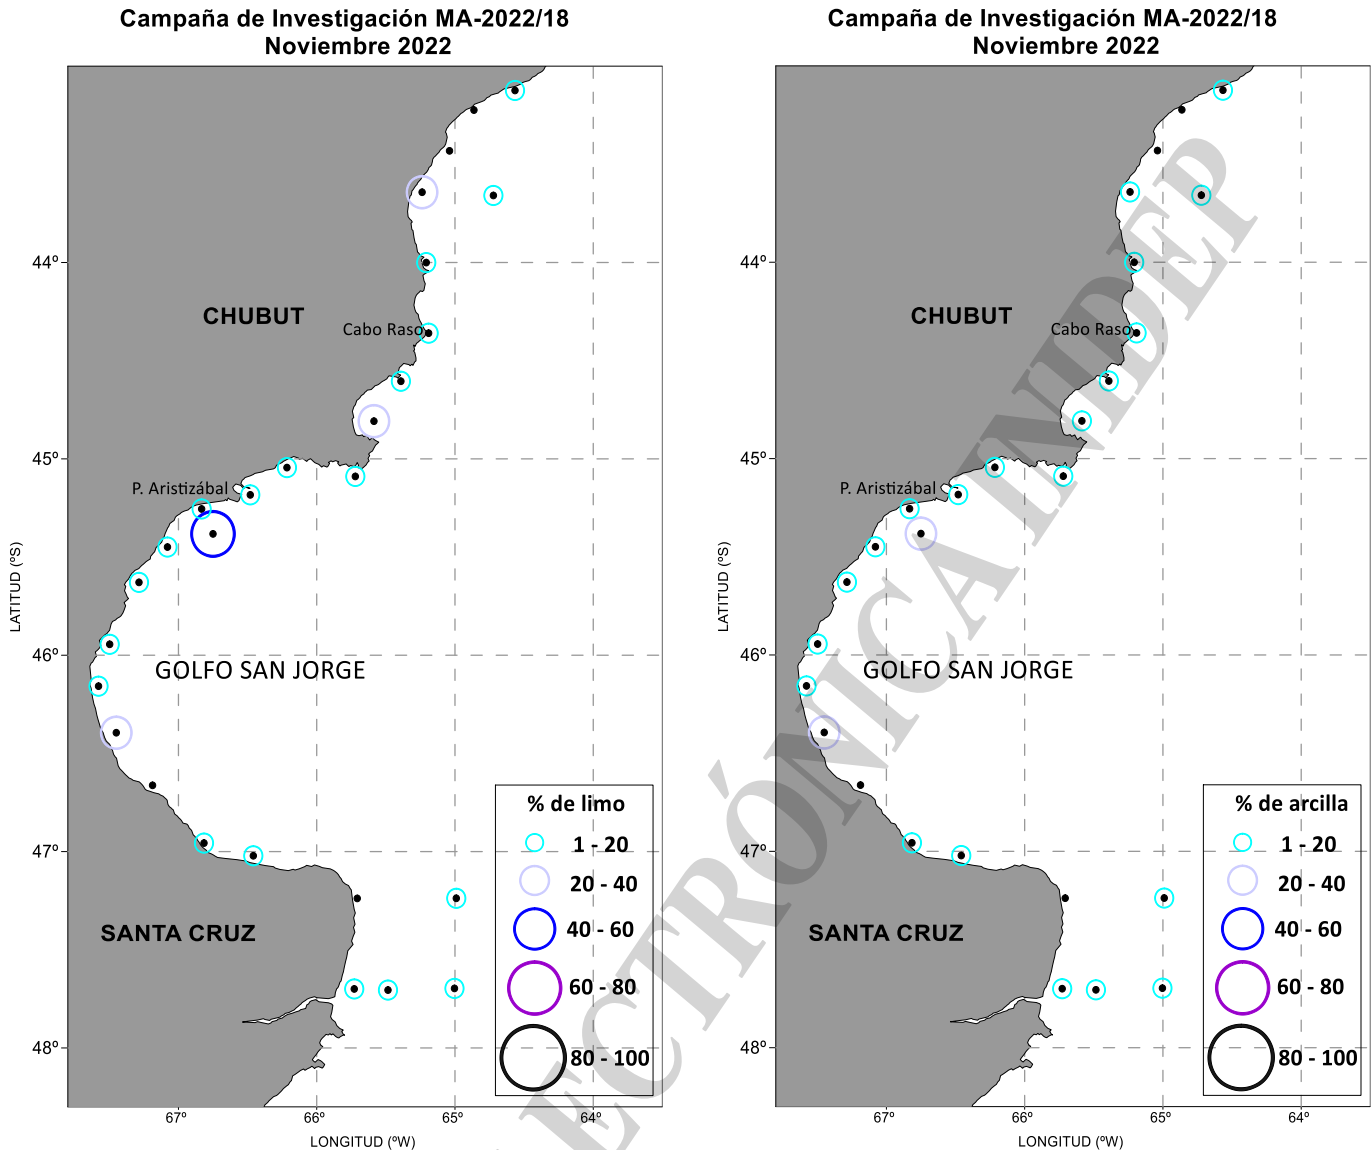 Campaña de Investigación MA-2022/18
Noviembre 2022
44º
45º
46º
47º
48º
LATITUD (ºS)
CHUBUT
Cabo Raso
P. Aristizábal
GOLFO SAN JORGE
SANTA CRUZ
% de limo
1 - 20
20 - 40
40 - 60
60 - 80
80 - 100
67º
66º
65º
64º
LONGITUD (ºW)
Campaña de Investigación MA-2022/18
Noviembre 2022
44º
45º
46º
47º
48º
LATITUD (ºS)
CHUBUT
Cabo Raso
P. Aristizábal
GOLFO SAN JORGE
SANTA CRUZ
% de arcilla
1 - 20
20 - 40
40 - 60
60 - 80
80 - 100
67º
66º
65º
64º
LONGITUD (ºW)
ECTRÓNICA INIDEP